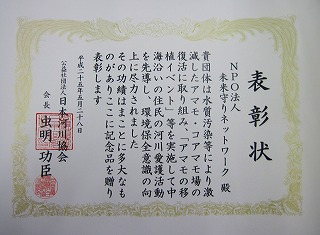 表彰状
NPO法人
未来守りネットワーク 殿
貴団体は水質汚染等により激
減したアマモ、コアマモ場の
復活に取り組み、「アマモの移
植イベント」等を実施して中
海沿いの住民の河川愛護活動
を先導し、環境保全意識の向
上に尽力されました
その功績はまことに多大なも
のがありここに記念品を贈り
表彰します
平成二十五年五月二十八日
公益社団法人 日本河川協会
会長 虫明功臣